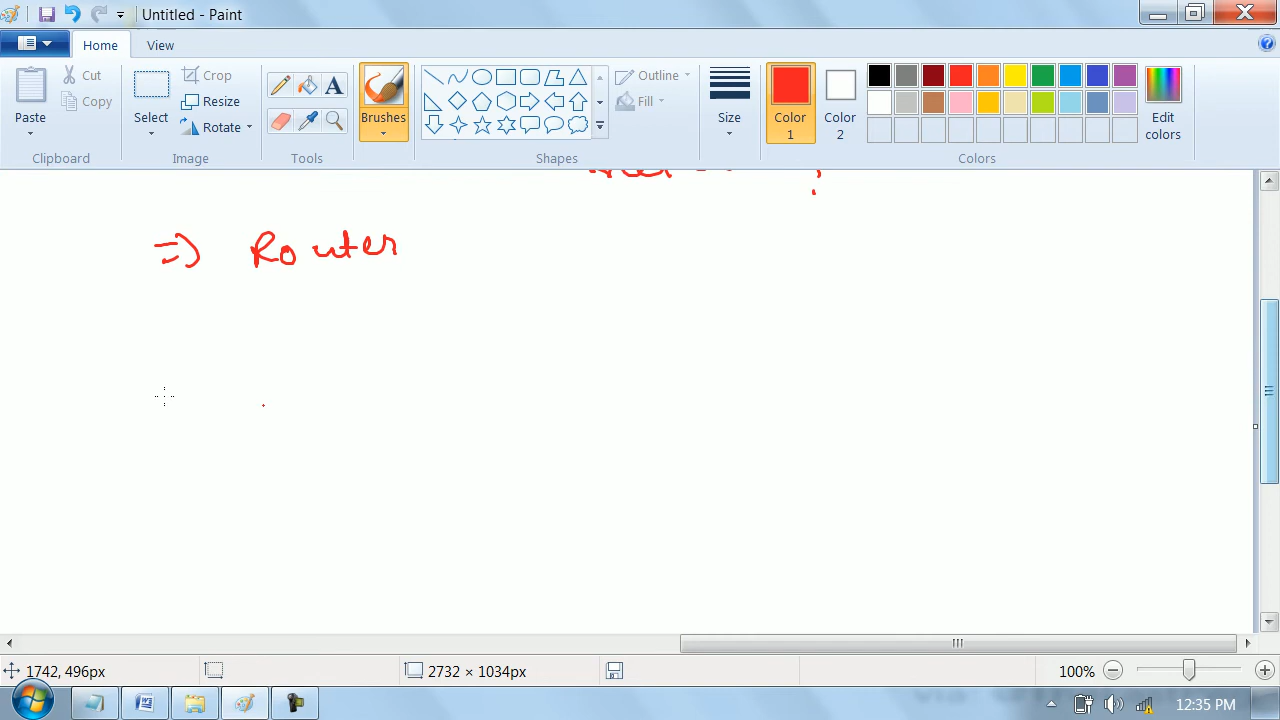 Untitled - Paint
Home
View
Paste
Cut
Copy
Clipboard
Select
Crop
Resize
Rotate
Image
Tools
Brushes
Shapes
Outline
Fill
Size
Color 1
Color 2
Edit colors
Colors
=> Router
1742, 496px
2732 × 1034px
100%
12:35 PM